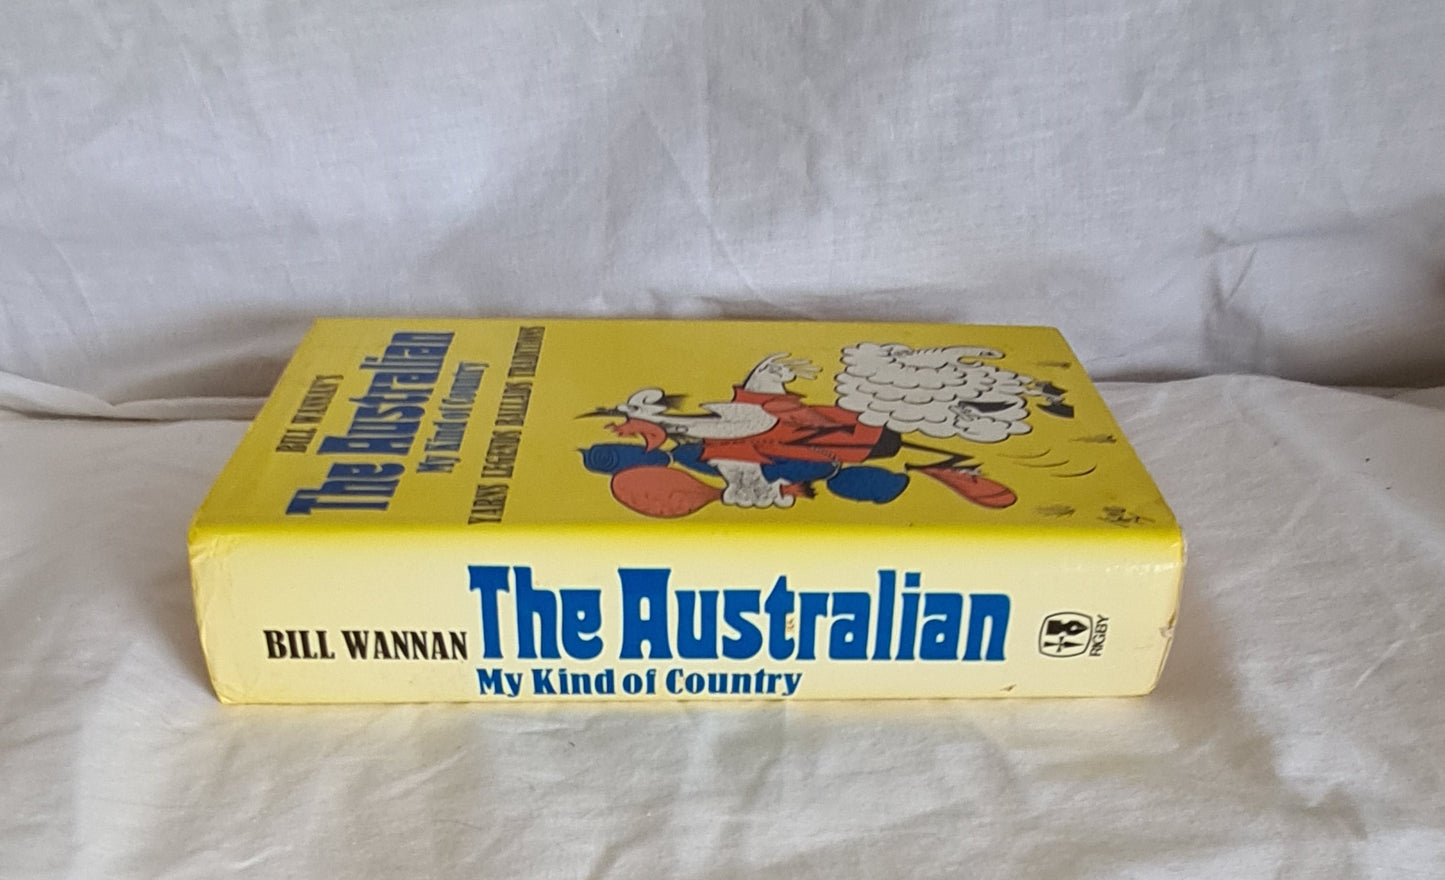 BILL WANNAN'S
The Australian
My Kind of Country
YARNS LEGENDS BALLADS TRADITIONS
BILL WANNAN
The Australian
My Kind of Country
RIGBY